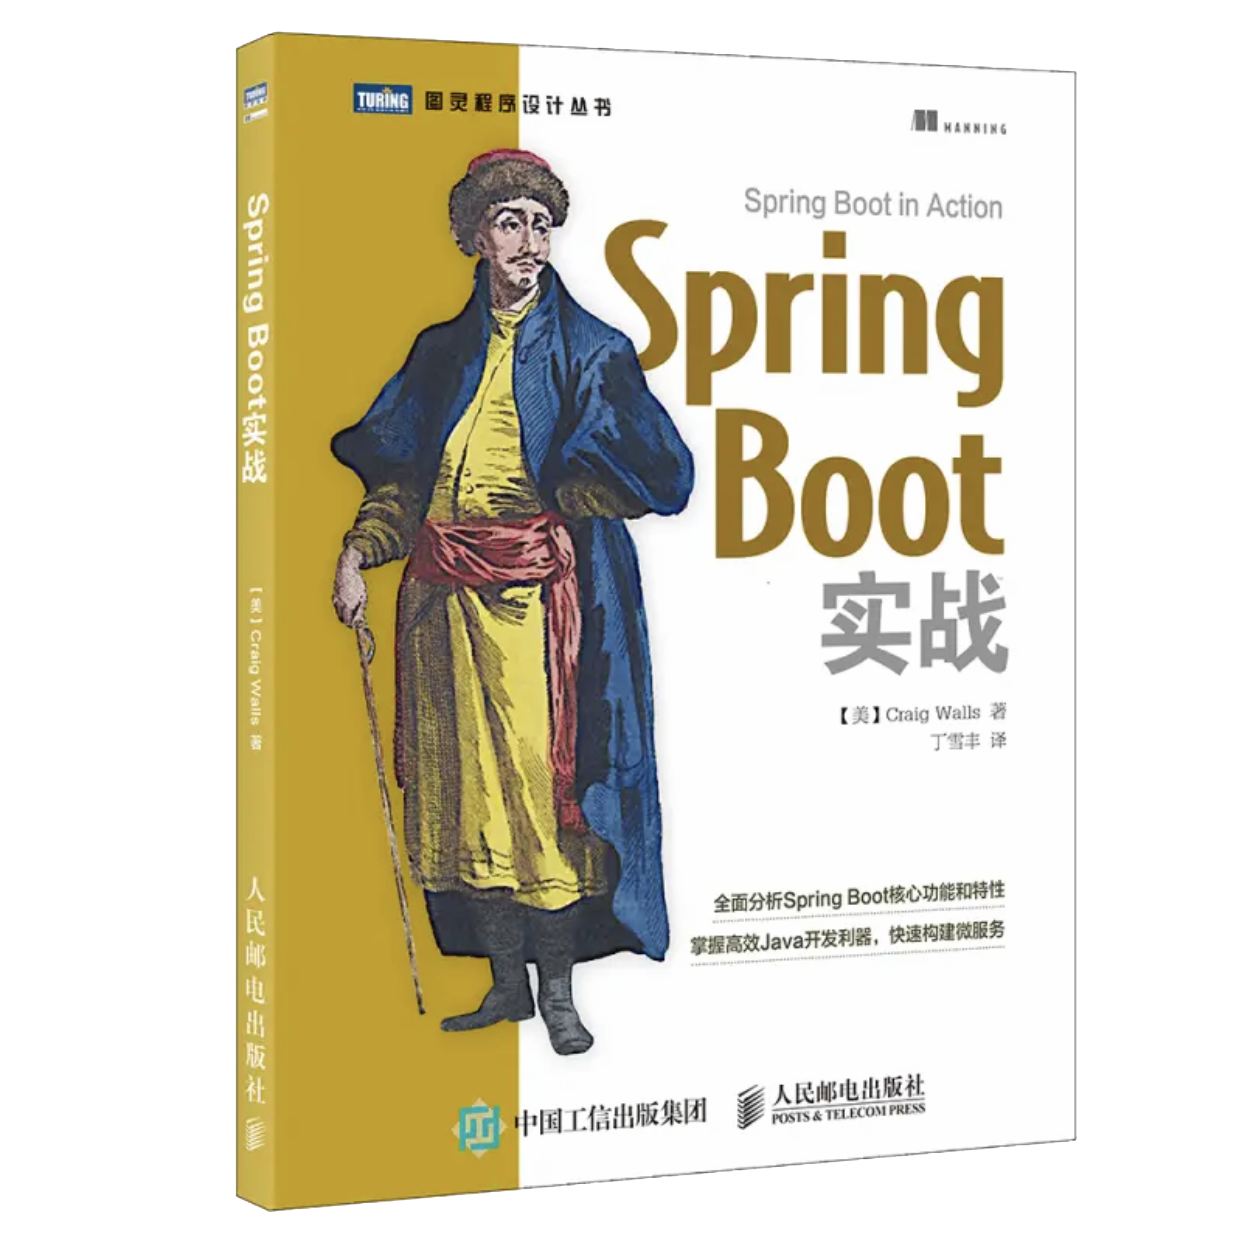 TURING 图灵程序设计丛书
MANNING
Spring Boot in Action
Spring
Boot
实战
【美】Craig Walls 著
丁雪丰 译
全面分析Spring Boot核心功能和特性
掌握高效Java开发利器，快速构建微服务
中国工信出版集团
人民邮电出版社
POSTS & TELECOM PRESS
TURING
Spring Boot实战
【美】Craig Walls 著
人民邮电出版社